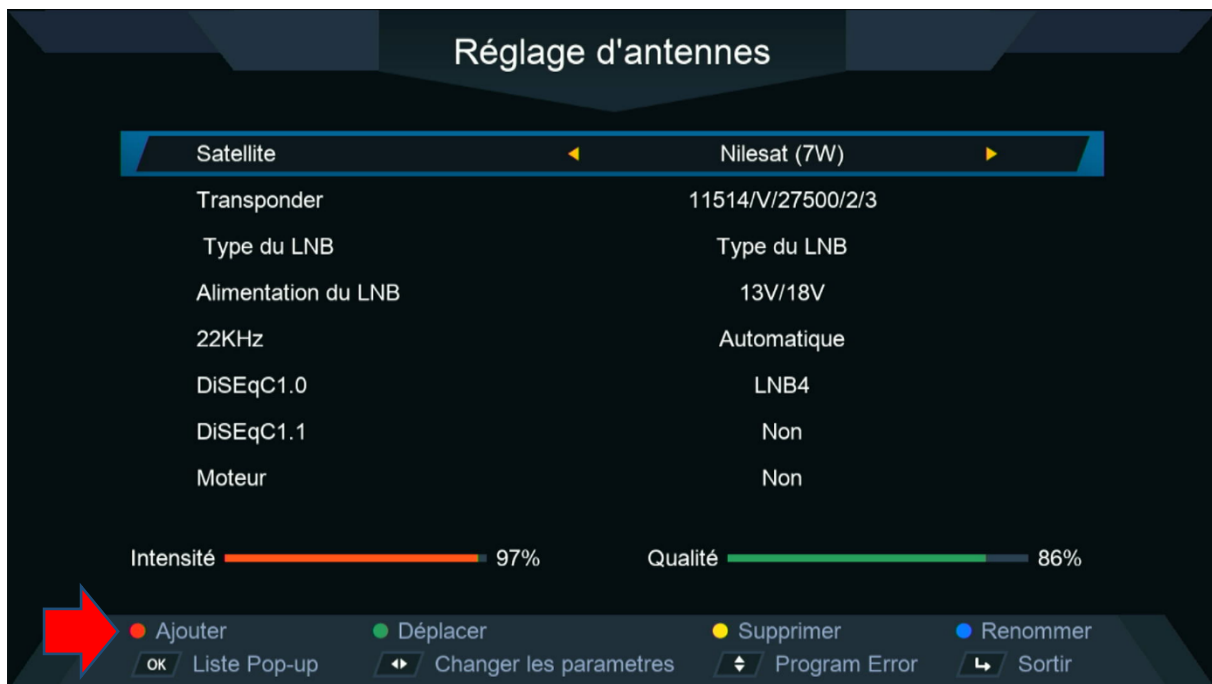 Réglage d'antennes
Satellite Nilesat (7W)
Transponder 11514/V/27500/2/3
Type du LNB Type du LNB
Alimentation du LNB 13V/18V
22KHz Automatique
DiSEqC1.0 LNB4
DiSEqC1.1 Non
Moteur Non
Intensité 97% Qualité 86%
Ajouter Déplacer Supprimer Renommer
OK Liste Pop-up Changer les parametres Program Error Sortir